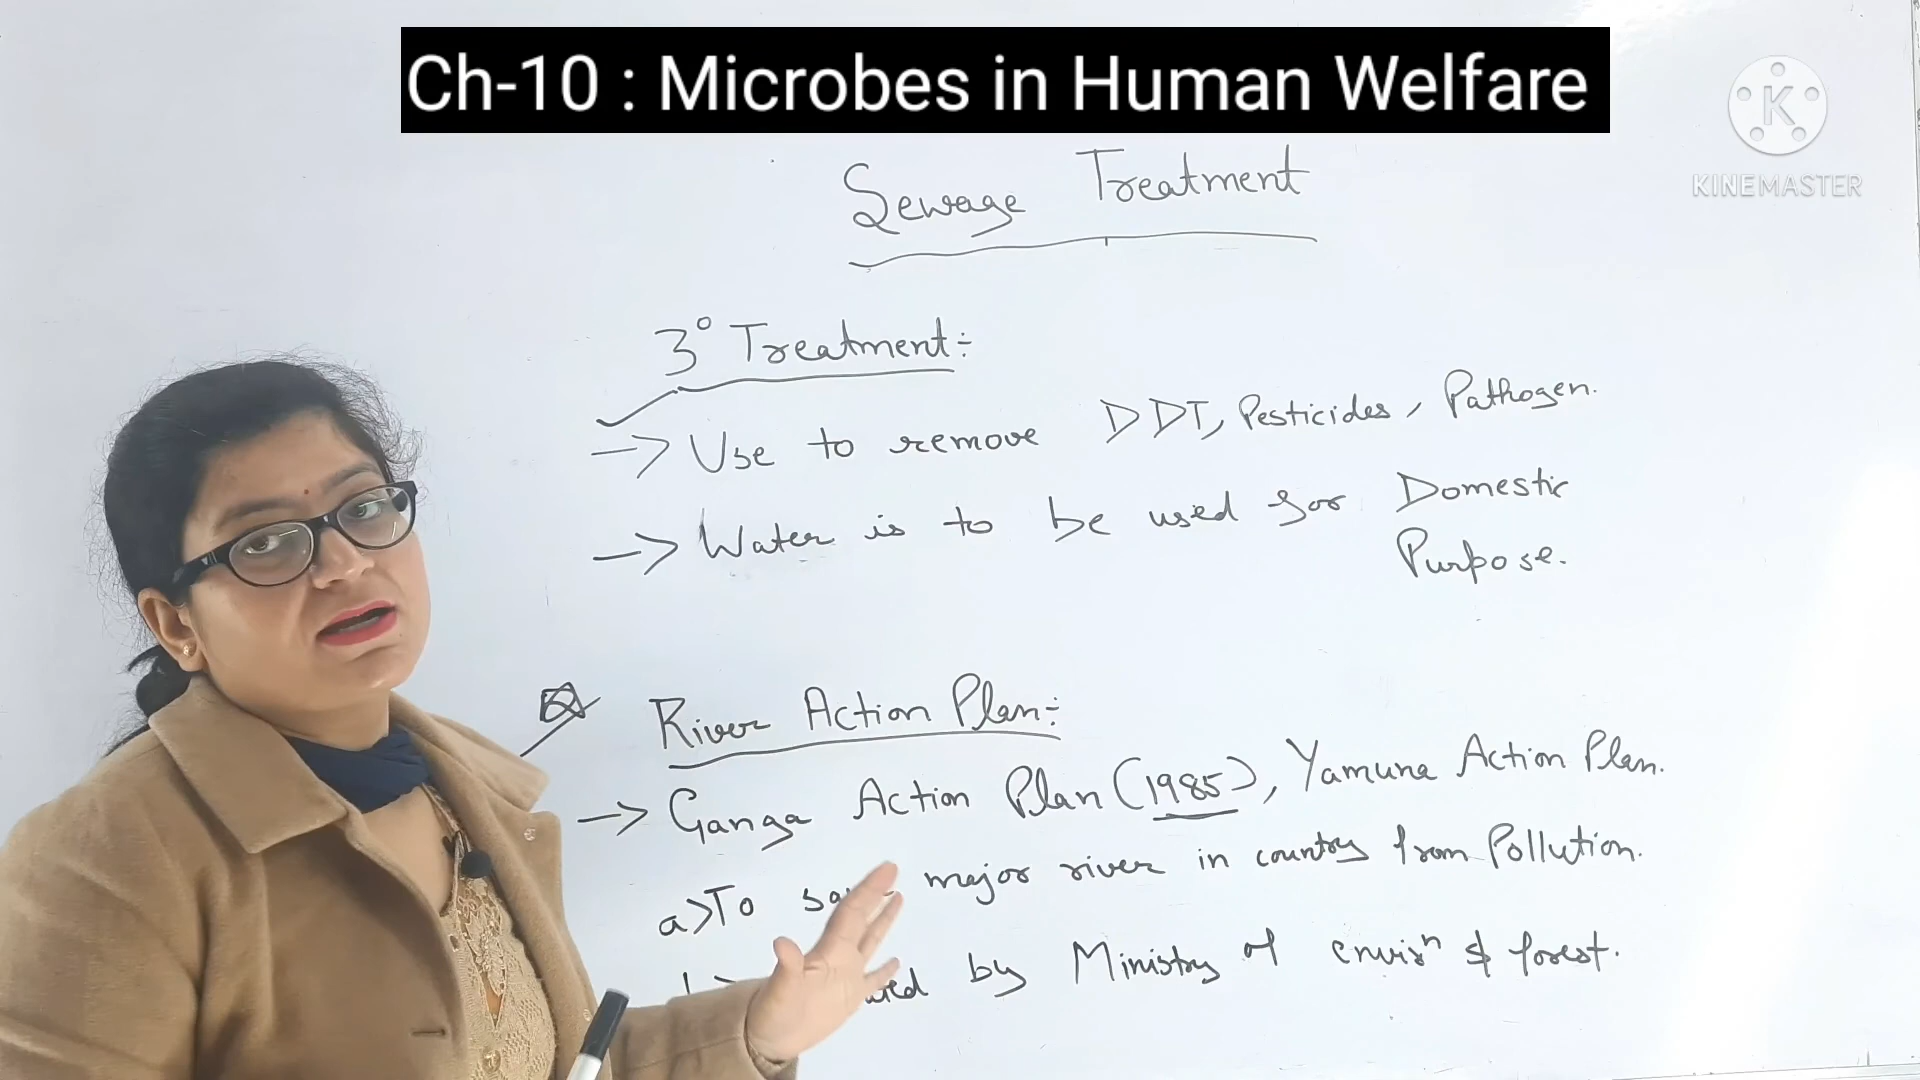 Ch-10 : Microbes in Human Welfare
K
KINEMASTER
Sewage Treatment
3° Treatment:-
-> Use to remove DDT, Pesticides, Pathogen.
-> Water is to be used for Domestic
Purpose.
River Action Plan:-
-> Ganga Action Plan (1985), Yamuna Action Plan.
a> To major river in country from Pollution.
by Ministry of envirⁿ & forest.